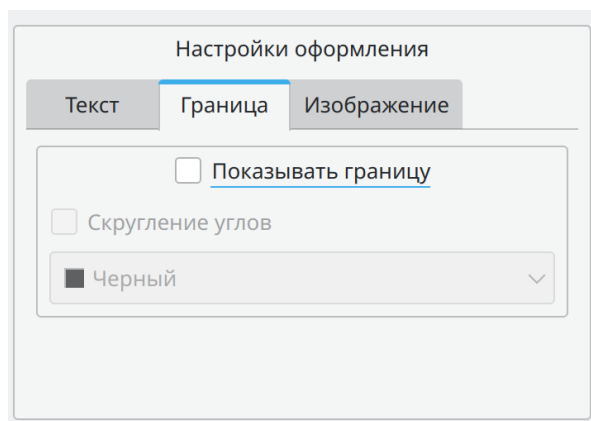 Настройки оформления
Текст Граница Изображение
Показывать границу
Скругление углов
Черный